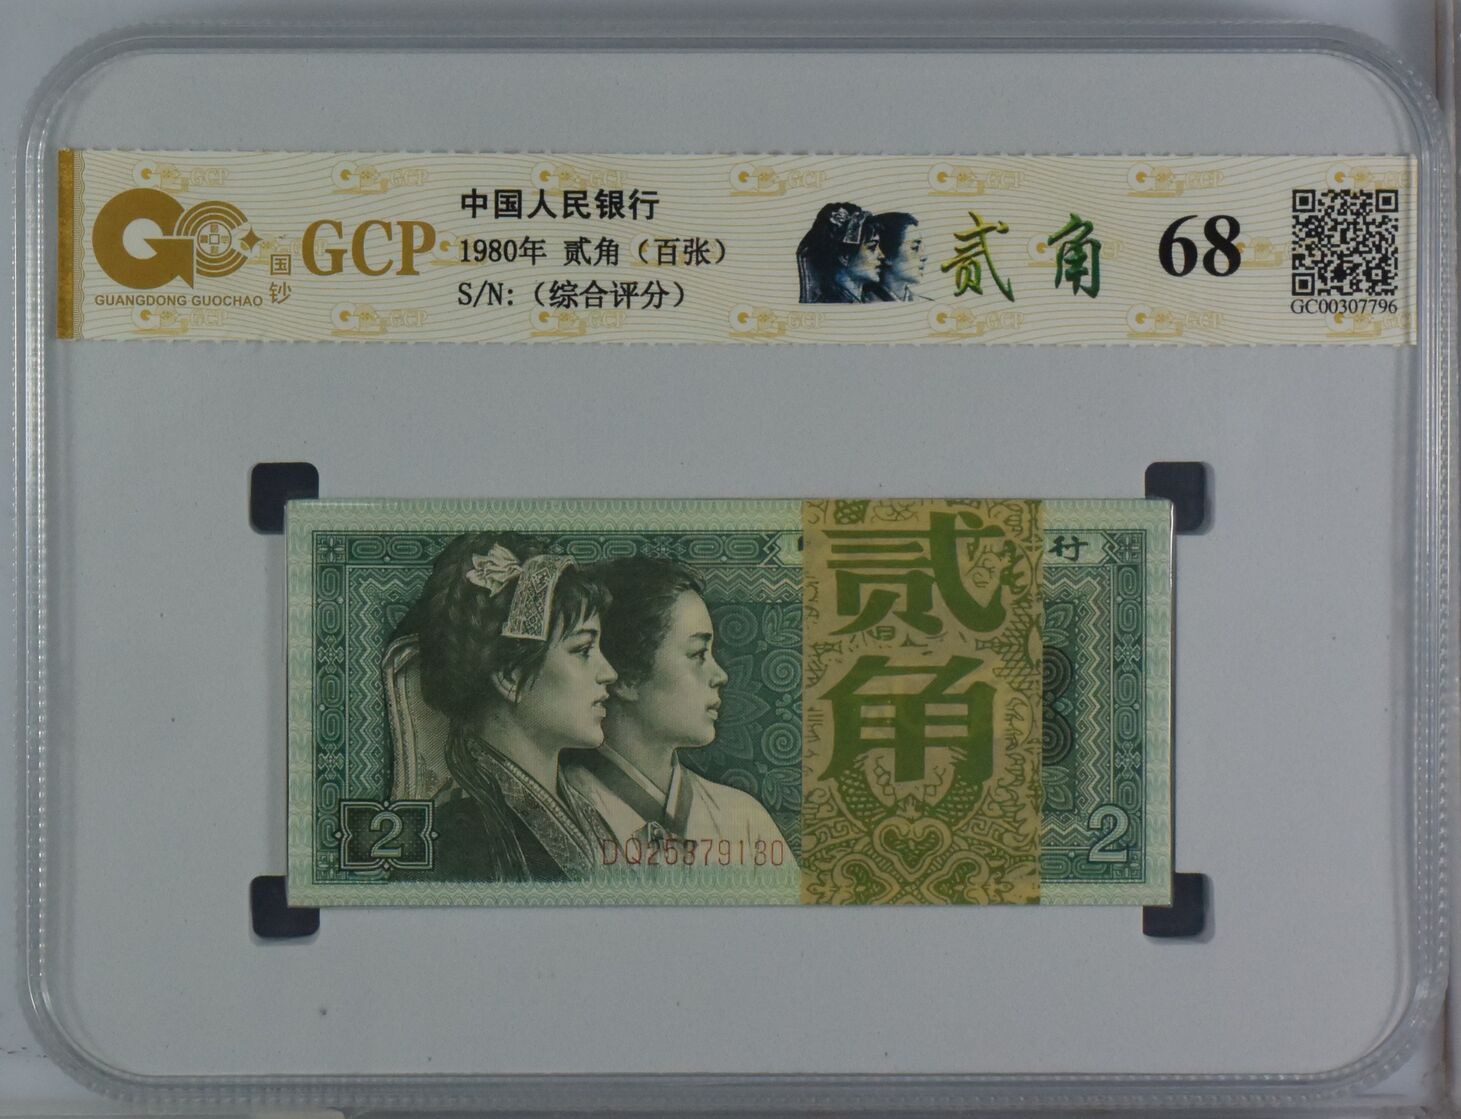 GUANGDONG GUOCHAO
国钞
GCP
中国人民银行
1980年 贰角（百张）
S/N:（综合评分）
贰角
68
GC00307796
行
贰角
2
DQ25379130
2